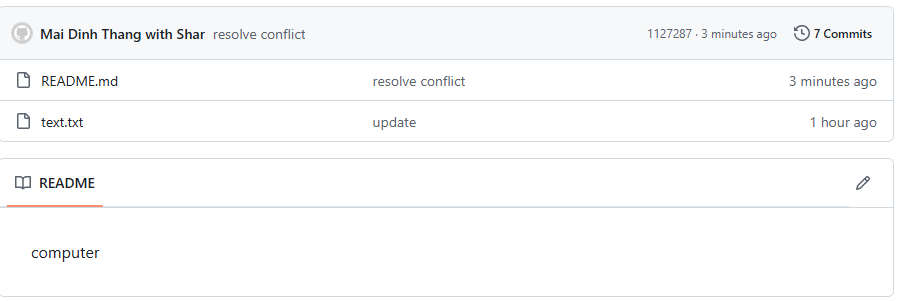 Mai Dinh Thang with Shar resolve conflict 1127287 · 3 minutes ago 7 Commits
README.md resolve conflict 3 minutes ago
text.txt update 1 hour ago
README
computer